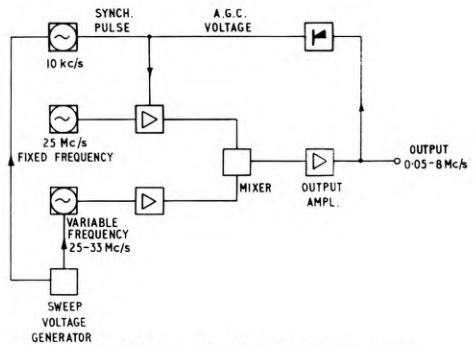 SYNCH.
PULSE
A.G.C.
VOLTAGE
10 kc/s
25 Mc/s
FIXED FREQUENCY
MIXER
OUTPUT
AMPL.
OUTPUT
0·05-8 Mc/s
VARIABLE
FREQUENCY
25-33 Mc/s
SWEEP
VOLTAGE
GENERATOR